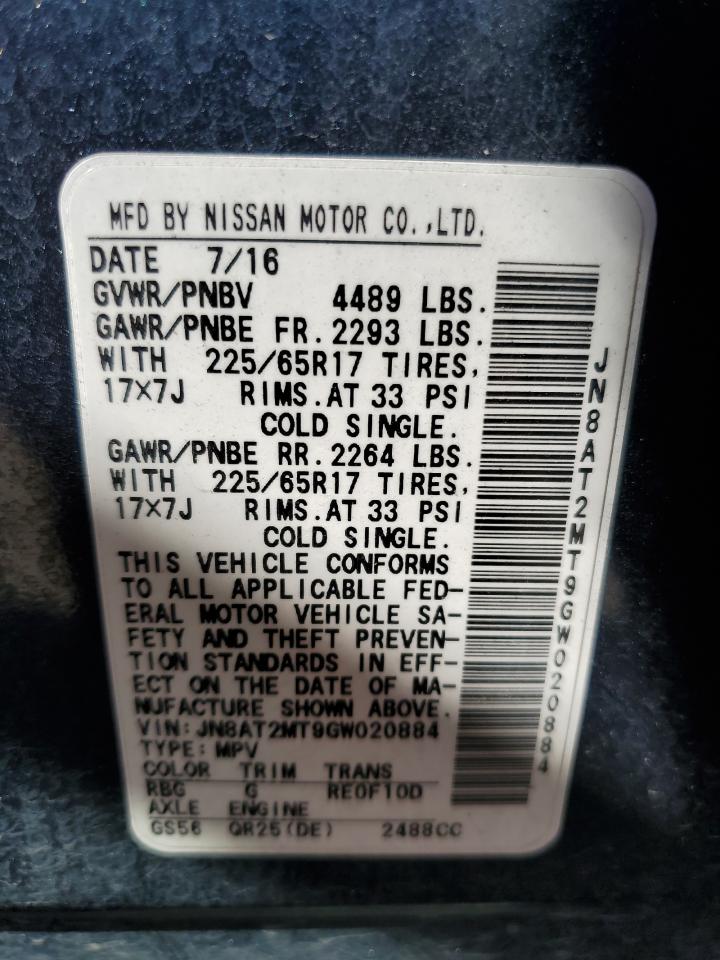 MFD BY NISSAN MOTOR CO.,LTD.
DATE 7/16
GVWR/PNBV 4489 LBS.
GAWR/PNBE FR.2293 LBS.
WITH 225/65R17 TIRES,
17X7J RIMS.AT 33 PSI
COLD SINGLE.
GAWR/PNBE RR.2264 LBS.
WITH 225/65R17 TIRES,
17X7J RIMS.AT 33 PSI
COLD SINGLE.
THIS VEHICLE CONFORMS
TO ALL APPLICABLE FED-
ERAL MOTOR VEHICLE SA-
FETY AND THEFT PREVEN-
TION STANDARDS IN EFF-
ECT ON THE DATE OF MA-
NUFACTURE SHOWN ABOVE.
VIN:JN8AT2MT9GW020884
TYPE:MPV
COLOR TRIM TRANS
RBG G RE0F10D
AXLE ENGINE
GS56 QR25(DE) 2488CC
JN8AT2MT9GW020884